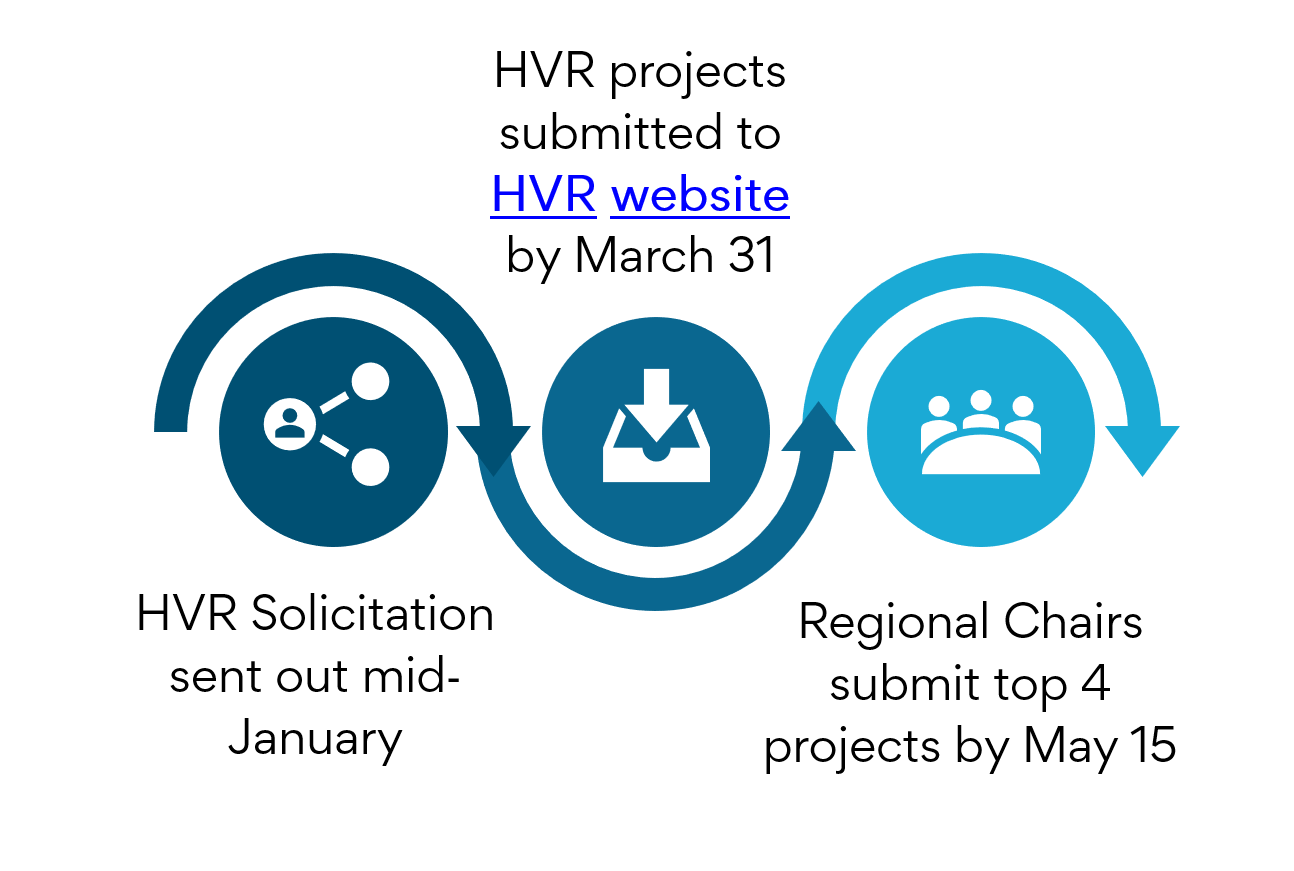 HVR projects
submitted to
HVR website
by March 31
HVR Solicitation
sent out mid-
January
Regional Chairs
submit top 4
projects by May 15